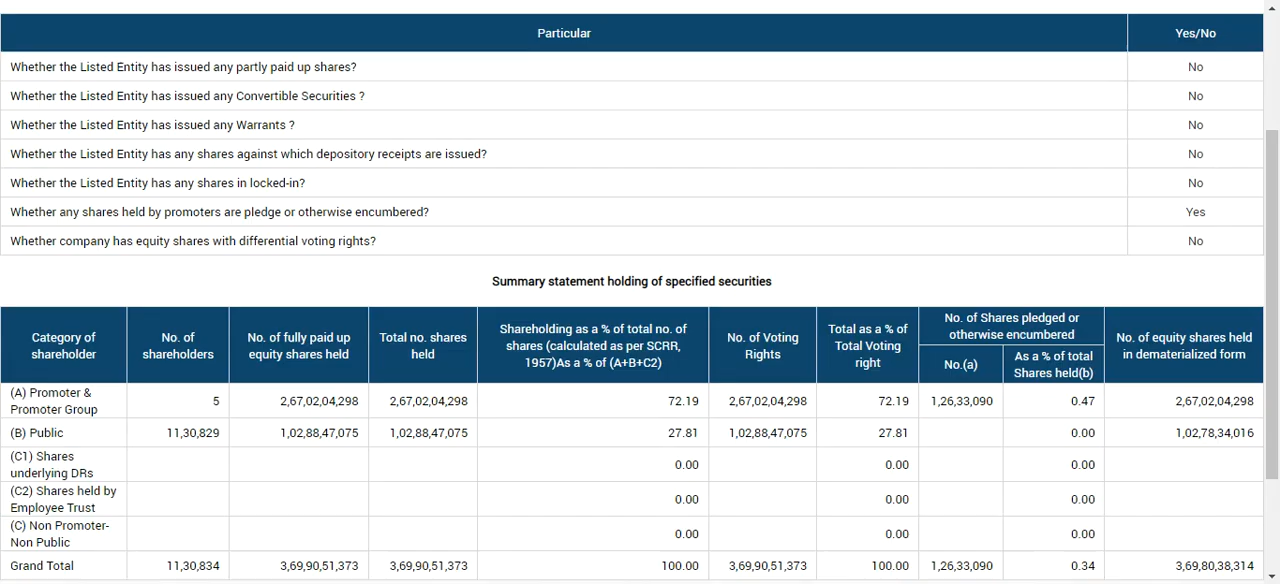 Particular Yes/No
Whether the Listed Entity has issued any partly paid up shares? No
Whether the Listed Entity has issued any Convertible Securities ? No
Whether the Listed Entity has issued any Warrants ? No
Whether the Listed Entity has any shares against which depository receipts are issued? No
Whether the Listed Entity has any shares in locked-in? No
Whether any shares held by promoters are pledge or otherwise encumbered? Yes
Whether company has equity shares with differential voting rights? No
Summary statement holding of specified securities
Category of shareholder No. of shareholders No. of fully paid up equity shares held Total no. shares held Shareholding as a % of total no. of shares (calculated as per SCRR, 1957)As a % of (A+B+C2) No. of Voting Rights Total as a % of Total Voting right No. of Shares pledged or otherwise encumbered No. of equity shares held in dematerialized form
No.(a) As a % of total Shares held(b)
(A) Promoter & Promoter Group 5 2,67,02,04,298 2,67,02,04,298 72.19 2,67,02,04,298 72.19 1,26,33,090 0.47 2,67,02,04,298
(B) Public 11,30,829 1,02,88,47,075 1,02,88,47,075 27.81 1,02,88,47,075 27.81 0.00 1,02,78,34,016
(C1) Shares underlying DRs 0.00 0.00 0.00
(C2) Shares held by Employee Trust 0.00 0.00 0.00
(C) Non Promoter-Non Public 0.00 0.00 0.00
Grand Total 11,30,834 3,69,90,51,373 3,69,90,51,373 100.00 3,69,90,51,373 100.00 1,26,33,090 0.34 3,69,80,38,314